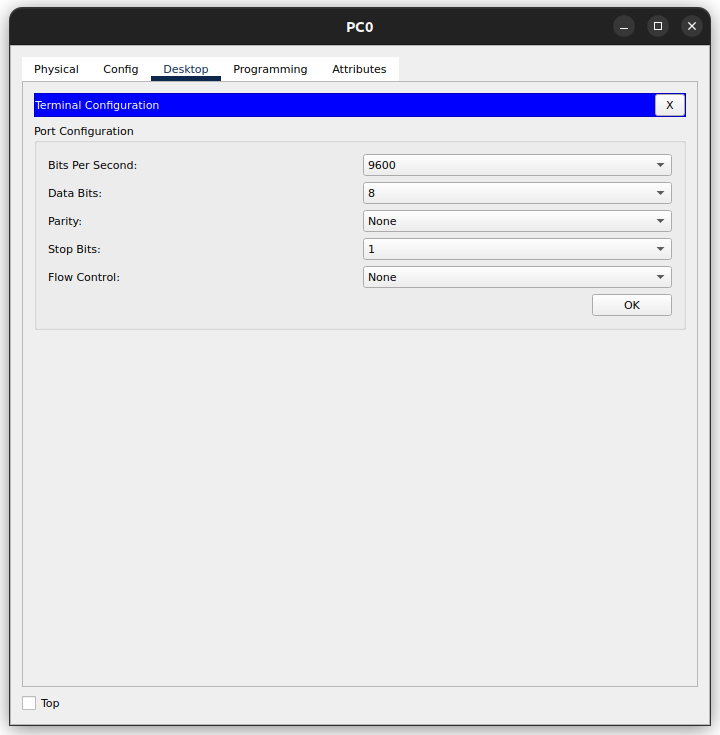 PC0
Physical Config Desktop Programming Attributes
Terminal Configuration X
Port Configuration
Bits Per Second: 9600
Data Bits: 8
Parity: None
Stop Bits: 1
Flow Control: None
OK
Top